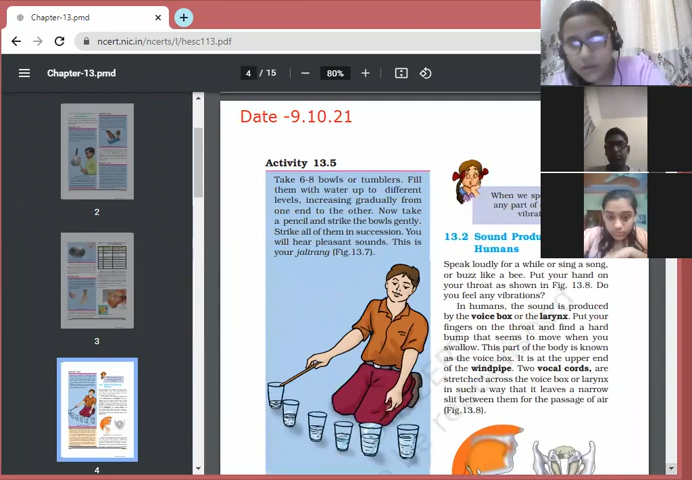 Chapter-13.pmd
ncert.nic.in/ncerts/l/hesc113.pdf
Chapter-13.pmd
4 / 15
80%
2
3
4
Date -9.10.21
Activity 13.5
Take 6-8 bowls or tumblers. Fill
them with water up to different
levels, increasing gradually from
one end to the other. Now take
a pencil and strike the bowls gently.
Strike all of them in succession. You
will hear pleasant sounds. This is
your jaltrang (Fig.13.7).
When we sp
any part of
vibrat
13.2 Sound Produ
Humans
Speak loudly for a while or sing a song,
or buzz like a bee. Put your hand on
your throat as shown in Fig. 13.8. Do
you feel any vibrations?
In humans, the sound is produced
by the voice box or the larynx. Put your
fingers on the throat and find a hard
bump that seems to move when you
swallow. This part of the body is known
as the voice box. It is at the upper end
of the windpipe. Two vocal cords, are
stretched across the voice box or larynx
in such a way that it leaves a narrow
slit between them for the passage of air
(Fig.13.8).